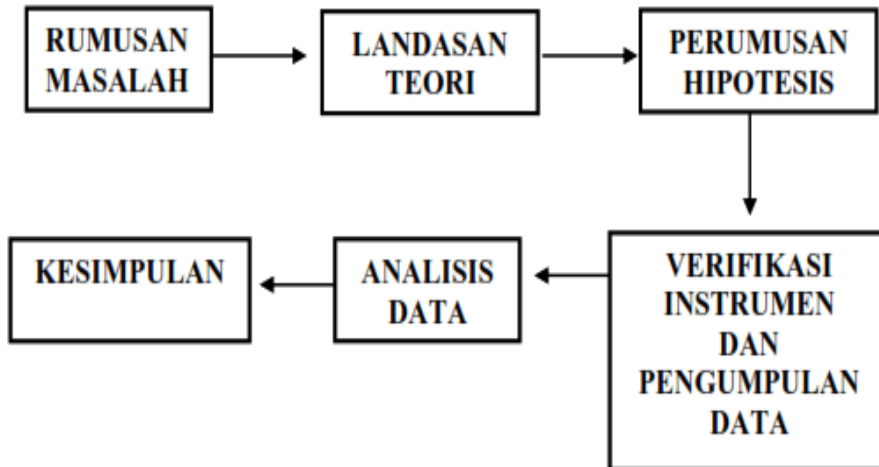 RUMUSAN
MASALAH
LANDASAN
TEORI
PERUMUSAN
HIPOTESIS
VERIFIKASI
INSTRUMEN
DAN
PENGUMPULAN
DATA
ANALISIS
DATA
KESIMPULAN